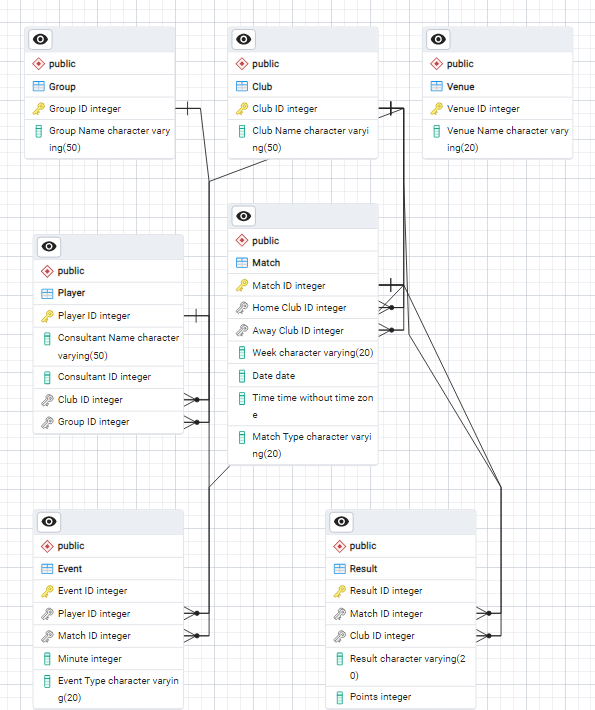 public
Group
Group ID integer
Group Name character vary
ing(50)
public
Club
Club ID integer
Club Name character varyi
ng(50)
public
Venue
Venue ID integer
Venue Name character vary
ing(20)
public
Match
Match ID integer
Home Club ID integer
Away Club ID integer
Week character varying(20)
Date date
Time time without time zon
e
Match Type character varyi
ng(20)
public
Player
Player ID integer
Consultant Name character
varying(50)
Consultant ID integer
Club ID integer
Group ID integer
public
Event
Event ID integer
Player ID integer
Match ID integer
Minute integer
Event Type character varyin
g(20)
public
Result
Result ID integer
Match ID integer
Club ID integer
Result character varying(2
0)
Points integer